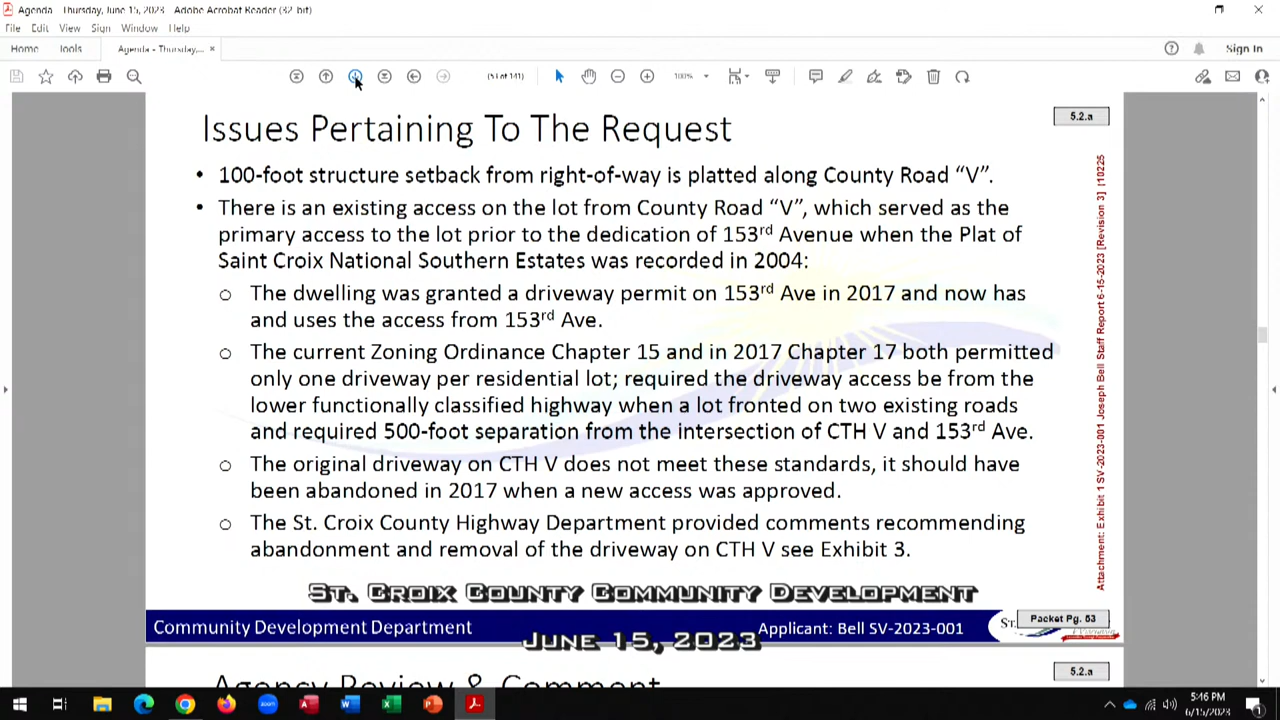 Agenda - Thursday, June 15, 2023 - Adobe Acrobat Reader (32-bit)
File Edit View Sign Window Help
Home Tools Agenda - Thursday,... × Sign In
(53 of 141) 100%
5.2.a
Issues Pertaining To The Request
• 100-foot structure setback from right-of-way is platted along County Road “V”.
• There is an existing access on the lot from County Road “V”, which served as the
primary access to the lot prior to the dedication of 153rd Avenue when the Plat of
Saint Croix National Southern Estates was recorded in 2004:
o The dwelling was granted a driveway permit on 153rd Ave in 2017 and now has
and uses the access from 153rd Ave.
o The current Zoning Ordinance Chapter 15 and in 2017 Chapter 17 both permitted
only one driveway per residential lot; required the driveway access be from the
lower functionally classified highway when a lot fronted on two existing roads
and required 500-foot separation from the intersection of CTH V and 153rd Ave.
o The original driveway on CTH V does not meet these standards, it should have
been abandoned in 2017 when a new access was approved.
o The St. Croix County Highway Department provided comments recommending
abandonment and removal of the driveway on CTH V see Exhibit 3.
Attachment: Exhibit 1 SV-2023-001 Joseph Bell Staff Report 6-15-2023 [Revision 3] (10225
St. Croix County Community Development
Community Development Department
Applicant: Bell SV-2023-001
St.
Packet Pg. 53
June 15, 2023
Agency Review & Comment
5.2.a
zoom
5:46 PM
6/15/2023